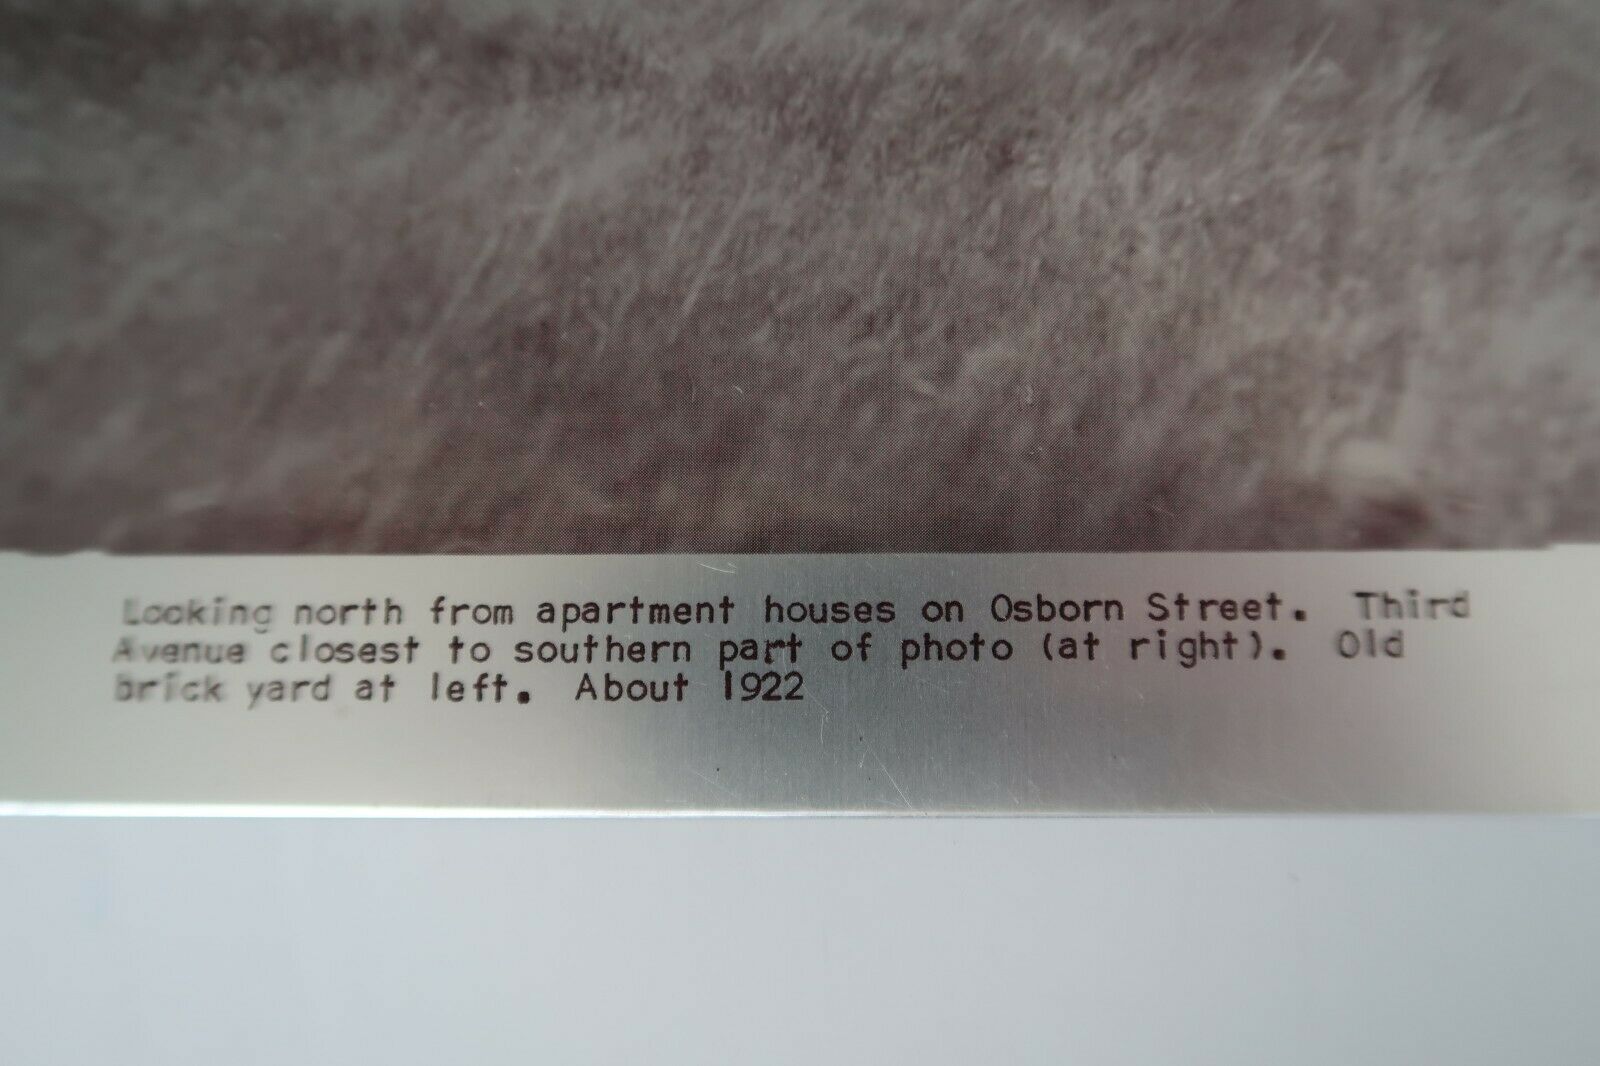 Looking north from apartment houses on Osborn Street. Third
Avenue closest to southern part of photo (at right). Old
brick yard at left. About 1922